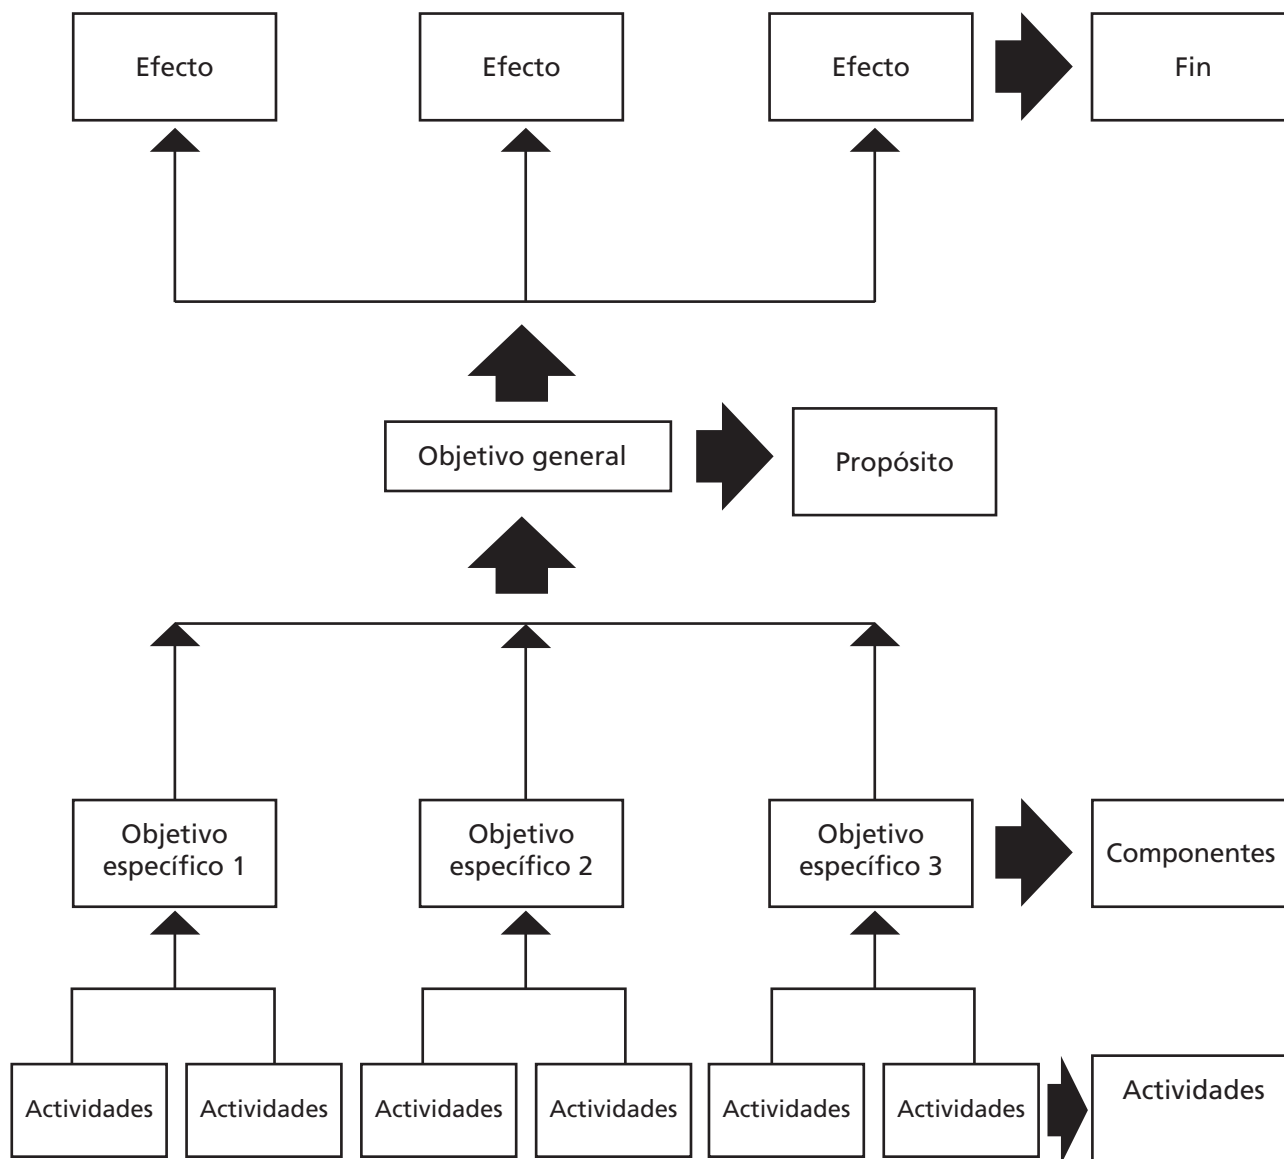 Efecto
Efecto
Efecto
Fin
Objetivo general
Propósito
Objetivo
específico 1
Objetivo
específico 2
Objetivo
específico 3
Componentes
Actividades
Actividades
Actividades
Actividades
Actividades
Actividades
Actividades